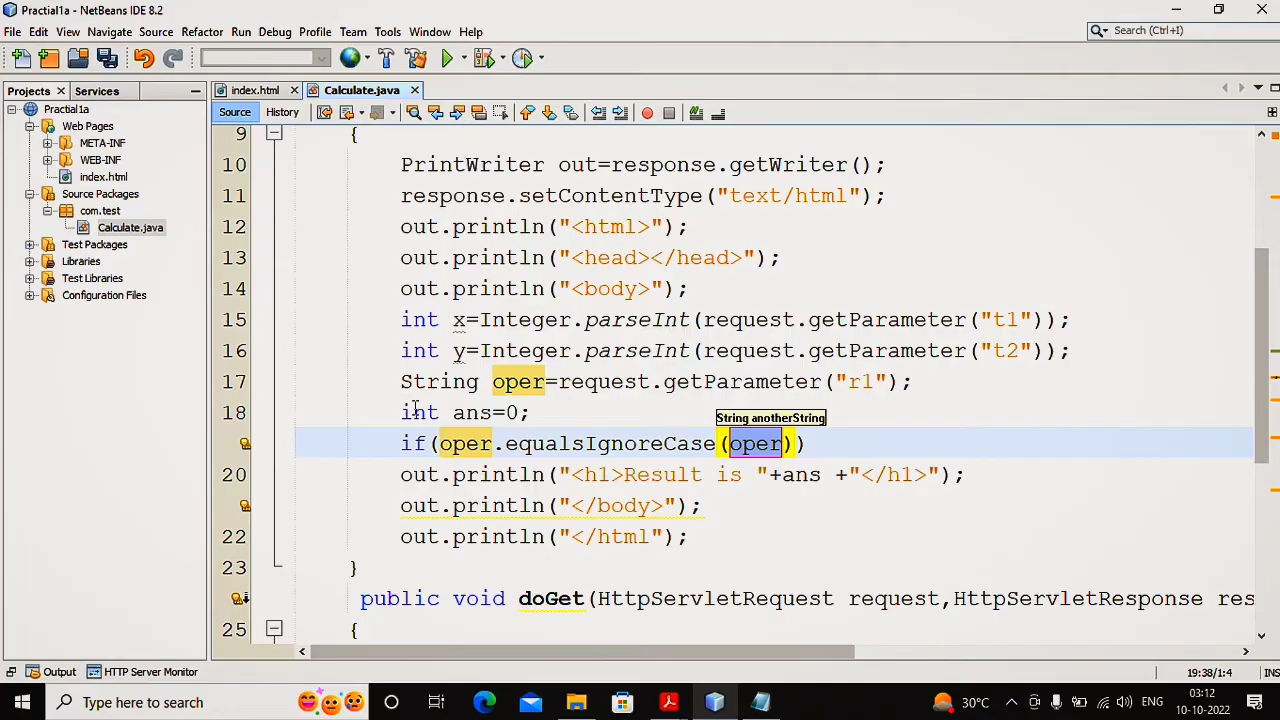 Practial1a - NetBeans IDE 8.2
File Edit View Navigate Source Refactor Run Debug Profile Team Tools Window Help
Search (Ctrl+I)
Projects Services
index.html Calculate.java
Source History
Practial1a
Web Pages
META-INF
WEB-INF
index.html
Source Packages
com.test
Calculate.java
Test Packages
Libraries
Test Libraries
Configuration Files
9 {
10 PrintWriter out=response.getWriter();
11 response.setContentType("text/html");
12 out.println("<html>");
13 out.println("<head></head>");
14 out.println("<body>");
15 int x=Integer.parseInt(request.getParameter("t1"));
16 int y=Integer.parseInt(request.getParameter("t2"));
17 String oper=request.getParameter("r1");
18 int ans=0;
String anotherString
if(oper.equalsIgnoreCase(oper))
20 out.println("<h1>Result is "+ans +"</h1>");
out.println("</body>");
22 out.println("</html");
23 }
public void doGet(HttpServletRequest request,HttpServletResponse res
25 {
Output HTTP Server Monitor
19:38/1:4 INS
Type here to search
30°C ENG
03:12
10-10-2022